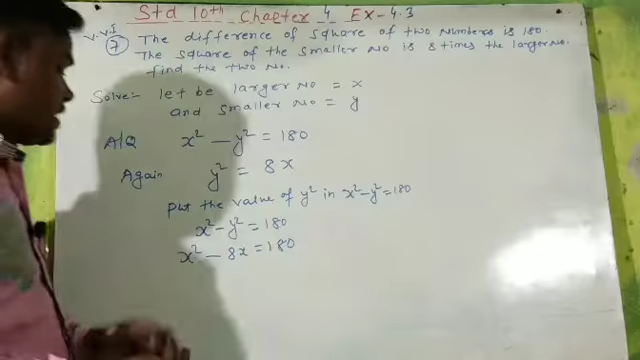 Std 10th Chapter 4 Ex-4.3
V.V.I
7 The difference of square of two numbers is 180.
The square of the smaller no is 8 times the larger no.
find the two no.
Solve:- let be larger no = x
and smaller no = y
A/Q x² - y² = 180
Again y² = 8x
Put the value of y² in x²-y²=180
x² - y² = 180
x² - 8x = 180